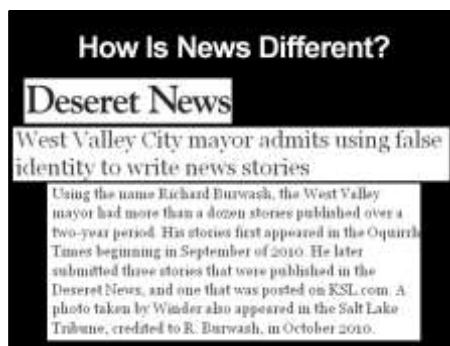 How Is News Different?
Deseret News
West Valley City mayor admits using false
identity to write news stories
Using the name Richard Burwash, the West Valley
mayor had more than a dozen stories published over a
two-year period. His stories first appeared in the Oquirrh
Times beginning in September of 2010. He later
submitted three stories that were published in the
Deseret News, and one that was posted on KSL.com. A
photo taken by Winder also appeared in the Salt Lake
Tribune, credited to R. Burwash, in October 2010.